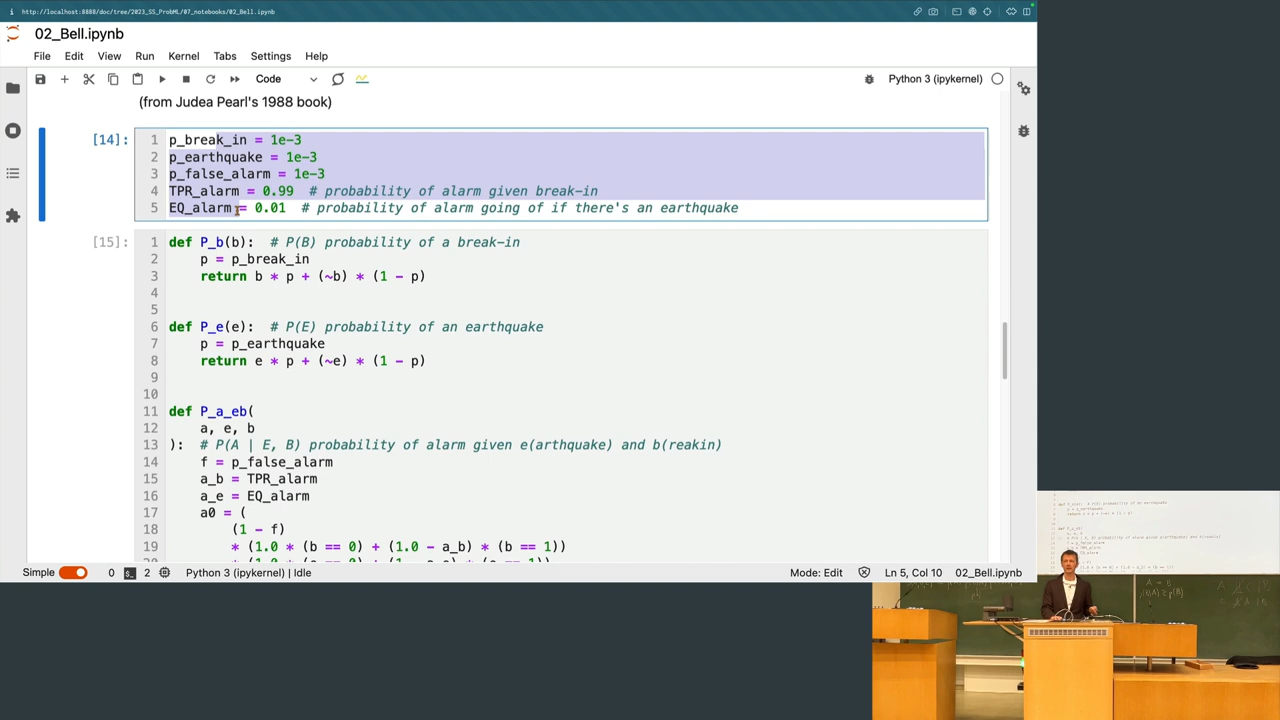 http://localhost:8888/doc/tree/2023_SS_ProbML/07_notebooks/02_Bell.ipynb
02_Bell.ipynb
File Edit View Run Kernel Tabs Settings Help
Code
Python 3 (ipykernel)
(from Judea Pearl's 1988 book)
[14]:
1 p_break_in = 1e-3
2 p_earthquake = 1e-3
3 p_false_alarm = 1e-3
4 TPR_alarm = 0.99 # probability of alarm given break-in
5 EQ_alarm = 0.01 # probability of alarm going of if there's an earthquake
[15]:
1 def P_b(b): # P(B) probability of a break-in
2 p = p_break_in
3 return b * p + (~b) * (1 - p)
4
5
6 def P_e(e): # P(E) probability of an earthquake
7 p = p_earthquake
8 return e * p + (~e) * (1 - p)
9
10
11 def P_a_eb(
12 a, e, b
13 ): # P(A | E, B) probability of alarm given e(arthquake) and b(reakin)
14 f = p_false_alarm
15 a_b = TPR_alarm
16 a_e = EQ_alarm
17 a0 = (
18 (1 - f)
19 * (1.0 * (b == 0) + (1.0 - a_b) * (b == 1))
Simple 0 2 Python 3 (ipykernel) | Idle Mode: Edit Ln 5, Col 10 02_Bell.ipynb